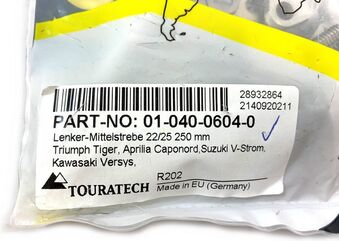 28932864
2140920211
PART-NO: 01-040-0604-0
Lenker-Mittelstrebe 22/25 250 mm
Triumph Tiger, Aprilia Caponord,Suzuki V-Strom,
Kawasaki Versys,
R202
TOURATECH
Made in EU (Germany)